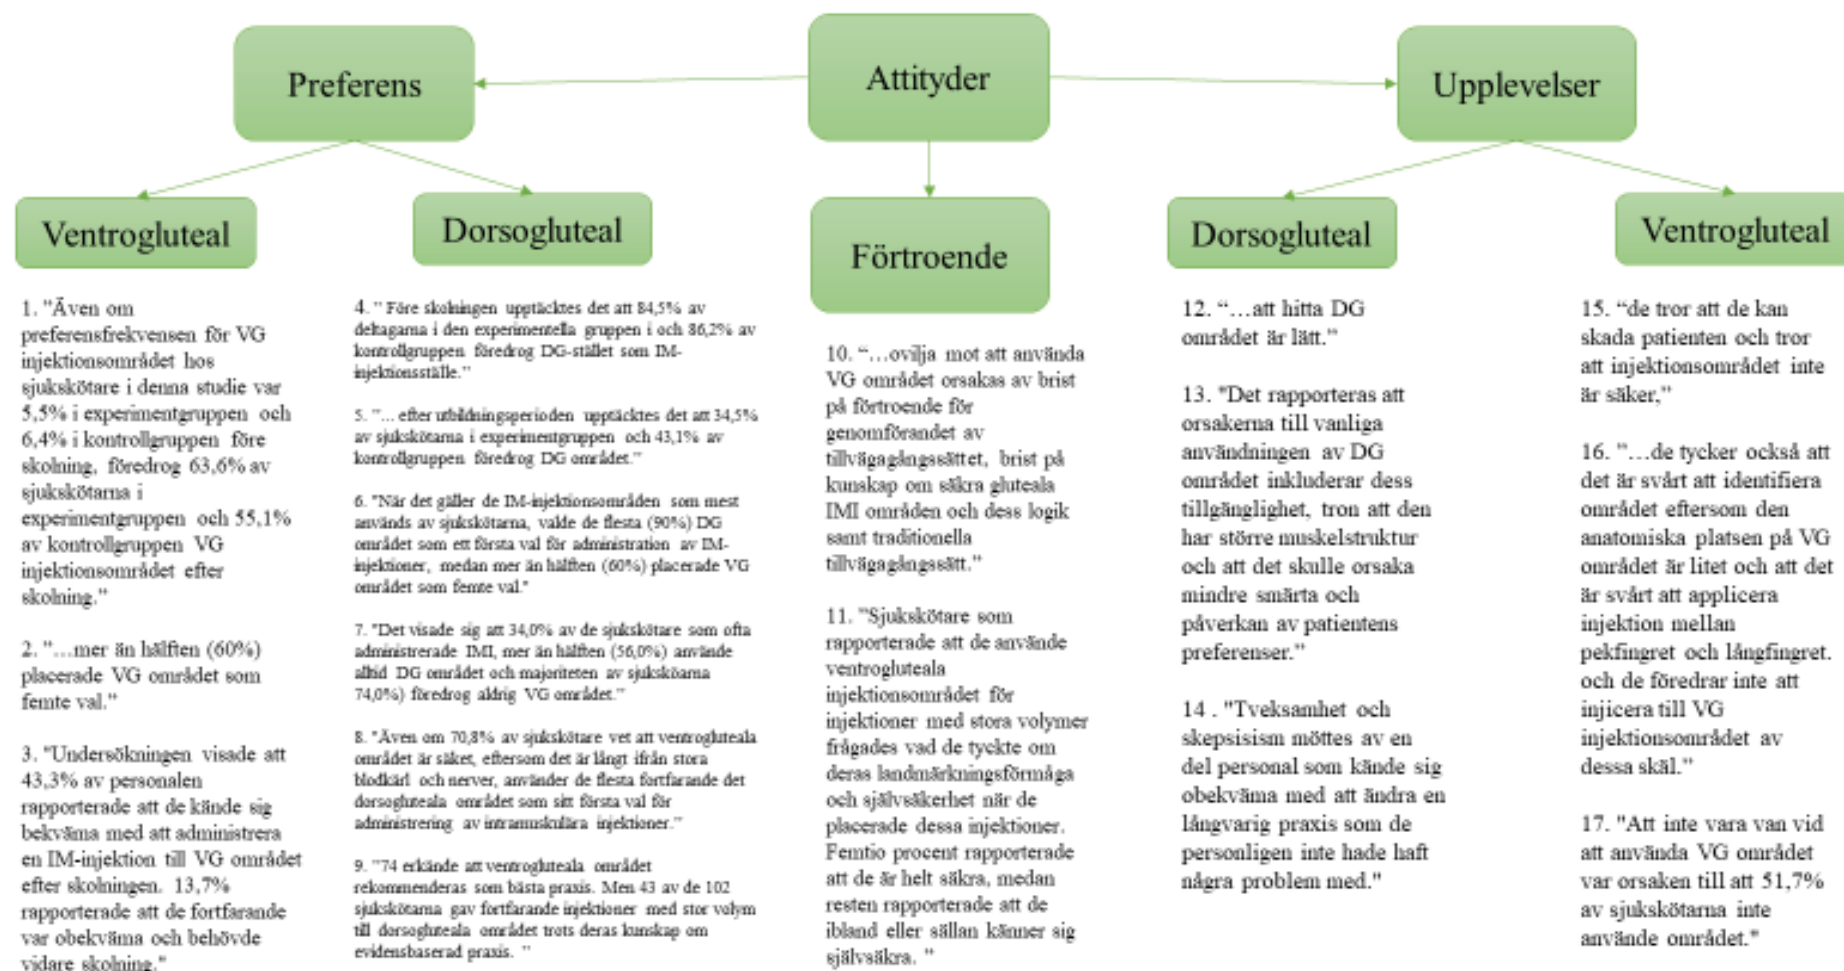 Attityder
Preferens
Upplevelser
Ventrogluteal
Dorsogluteal
Förtroende
Dorsogluteal
Ventrogluteal
1. "Även om
preferensfrekvensen för VG
injektionsområdet hos
sjukskötare i denna studie var
5,5% i experimentgruppen och
6,4% i kontrollgruppen före
skolning, föredrog 63,6% av
sjukskötarna i
experimentgruppen och 55,1%
av kontrollgruppen VG
injektionsområdet efter
skolning.”
2. “…mer än hälften (60%)
placerade VG området som
femte val.”
3. "Undersökningen visade att
43,3% av personalen
rapporterade att de kände sig
bekväma med att administrera
en IM-injektion till VG området
efter skolningen. 13,7%
rapporterade att de fortfarande
var obekväma och behövde
vidare skolning."
4. ” Före skolningen upptäcktes det att 84,5% av
deltagarna i den experimentella gruppen i och 86,2% av
kontrollgruppen föredrog DG-stället som IM-
injektionsställe.”
5. ”… efter utbildningsperioden upptäcktes det att 34,5%
av sjukskötarna i experimentgruppen och 43,1% av
kontrollgruppen föredrog DG området.”
6. "När det gäller de IM-injektionsområden som mest
används av sjukskötarna, valde de flesta (90%) DG
området som ett första val för administration av IM-
injektioner, medan mer än hälften (60%) placerade VG
området som femte val."
7. "Det visade sig att 34,0% av de sjukskötare som ofta
administrerade IMI, mer än hälften (56,0%) använde
alltid DG området och majoriteten av sjuksköarna
74,0%) föredrog aldrig VG området.”
8. "Även om 70,8% av sjukskötare vet att ventrogluteala
området är säket, eftersom det är långt ifrån stora
blodkärl och nerver, använder de flesta fortfarande det
dorsogluteala området som sitt första val för
administrering av intramuskulära injektioner.”
9. ”74 erkände att ventrogluteala området
rekommenderas som bästa praxis. Men 43 av de 102
sjukskötarna gav fortfarande injektioner med stor volym
till dorsogluteala området trots deras kunskap om
evidensbaserad praxis. ”
10. “…ovilja mot att använda
VG området orsakas av brist
på förtroende för
genomförandet av
tillvägagångssättet, brist på
kunskap om säkra gluteala
IMI områden och dess logik
samt traditionella
tillvägagångssätt.”
11. ”Sjukskötare som
rapporterade att de använde
ventrogluteala
injektionsområdet för
injektioner med stora volymer
frågades vad de tyckte om
deras landmärkningsförmåga
och självsäkerhet när de
placerade dessa injektioner.
Femtio procent rapporterade
att de är helt säkra, medan
resten rapporterade att de
ibland eller sällan känner sig
självsäkra. ”
12. “…att hitta DG
området är lätt.”
13. "Det rapporteras att
orsakerna till vanliga
användningen av DG
området inkluderar dess
tillgänglighet, tron att den
har större muskelstruktur
och att det skulle orsaka
mindre smärta och
påverkan av patientens
preferenser.”
14 . "Tveksamhet och
skepsisism möttes av en
del personal som kände sig
obekväma med att ändra en
långvarig praxis som de
personligen inte hade haft
några problem med."
15. “de tror att de kan
skada patienten och tror
att injektionsområdet inte
är säker,”
16. ”…de tycker också att
det är svårt att identifiera
området eftersom den
anatomiska platsen på VG
området är litet och att det
är svårt att applicera
injektion mellan
pekfingret och långfingret.
och de föredrar inte att
injicera till VG
injektionsområdet av
dessa skäl.”
17. "Att inte vara van vid
att använda VG området
var orsaken till att 51,7%
av sjukskötarna inte
använde området."